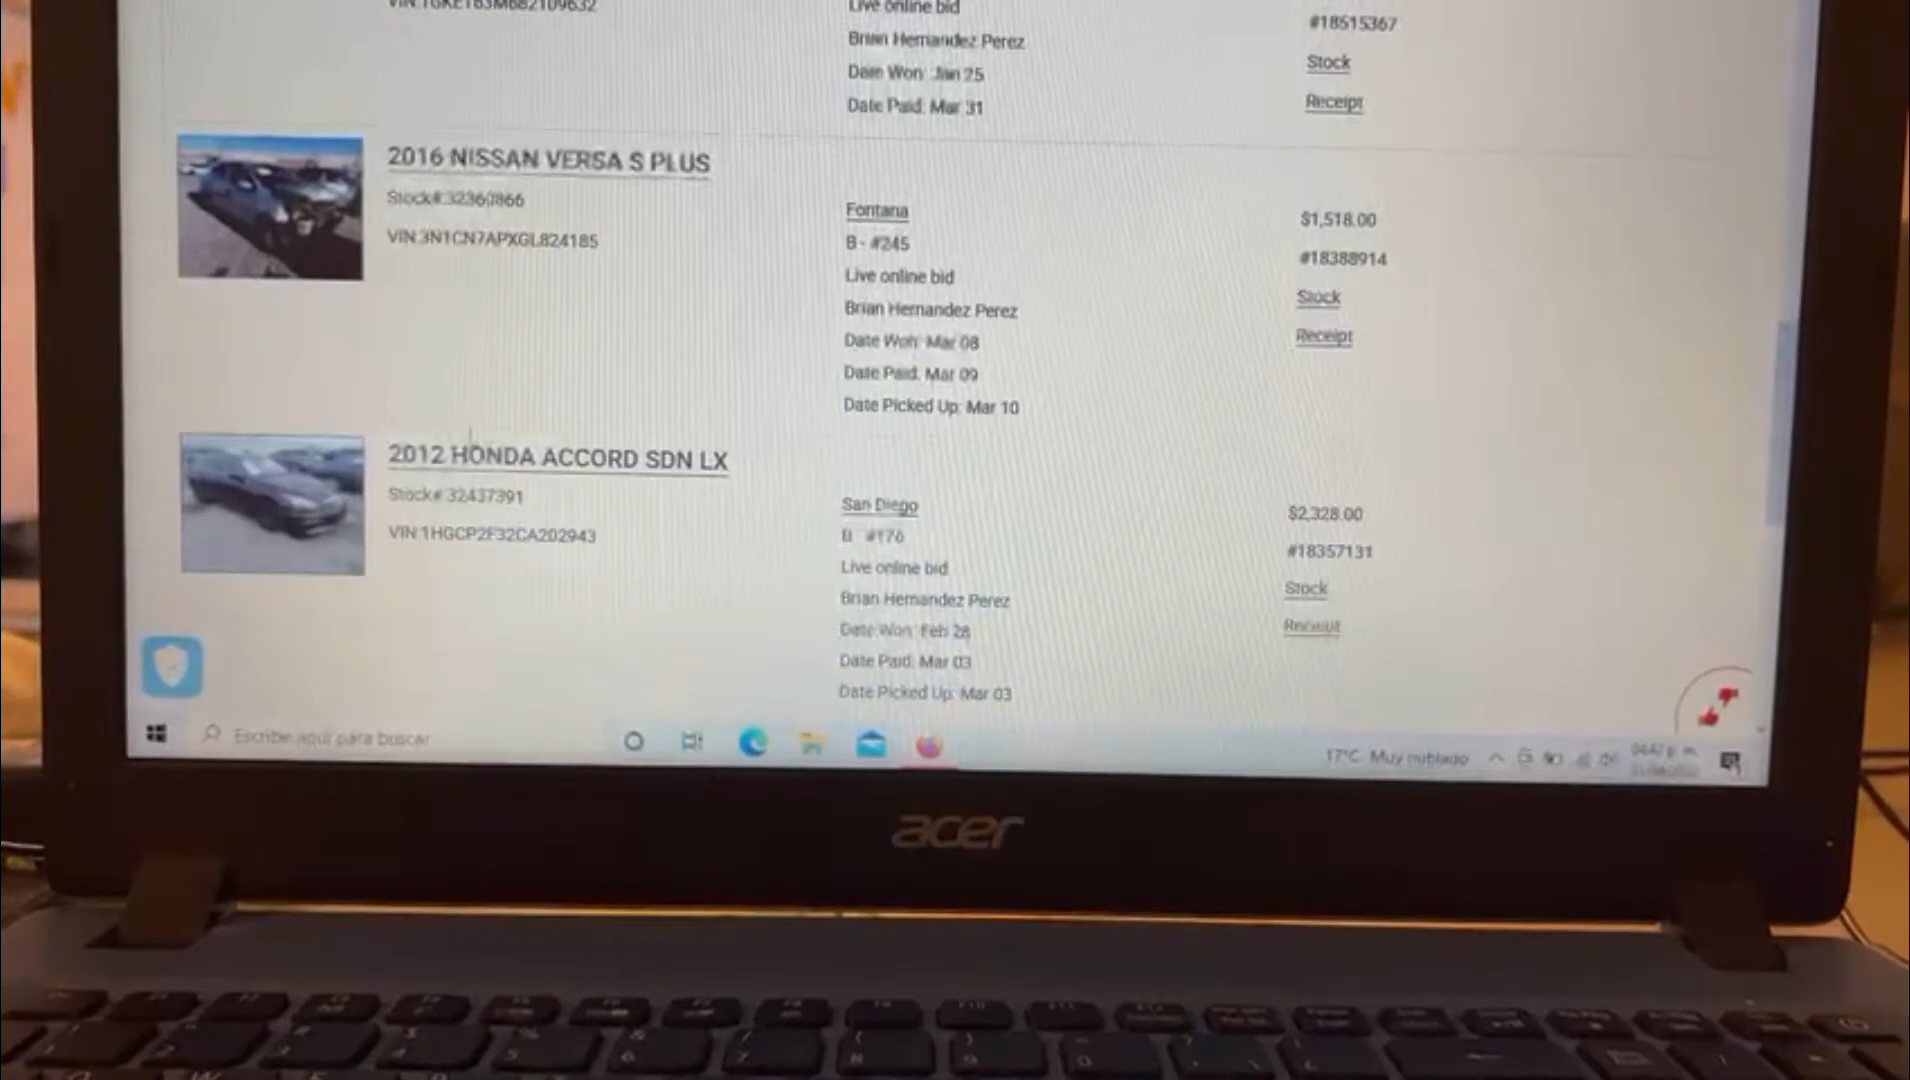 VIN:1GKET63M682109632
Live online bid
Brian Hernandez Perez
Date Won: Jan 25
Date Paid: Mar 31
#18515367
Stock
Receipt
2016 NISSAN VERSA S PLUS
Stock#:32360866
VIN:3N1CN7APXGL824185
Fontana
B - #245
Live online bid
Brian Hernandez Perez
Date Won: Mar 08
Date Paid: Mar 09
Date Picked Up: Mar 10
$1,518.00
#18388914
Stock
Receipt
2012 HONDA ACCORD SDN LX
Stock#:32437391
VIN:1HGCP2F32CA202943
San Diego
B - #176
Live online bid
Brian Hernandez Perez
Date Won: Feb 28
Date Paid: Mar 03
Date Picked Up: Mar 03
$2,328.00
#18357131
Stock
Receipt
Escribe aquí para buscar
17°C Muy nublado
acer